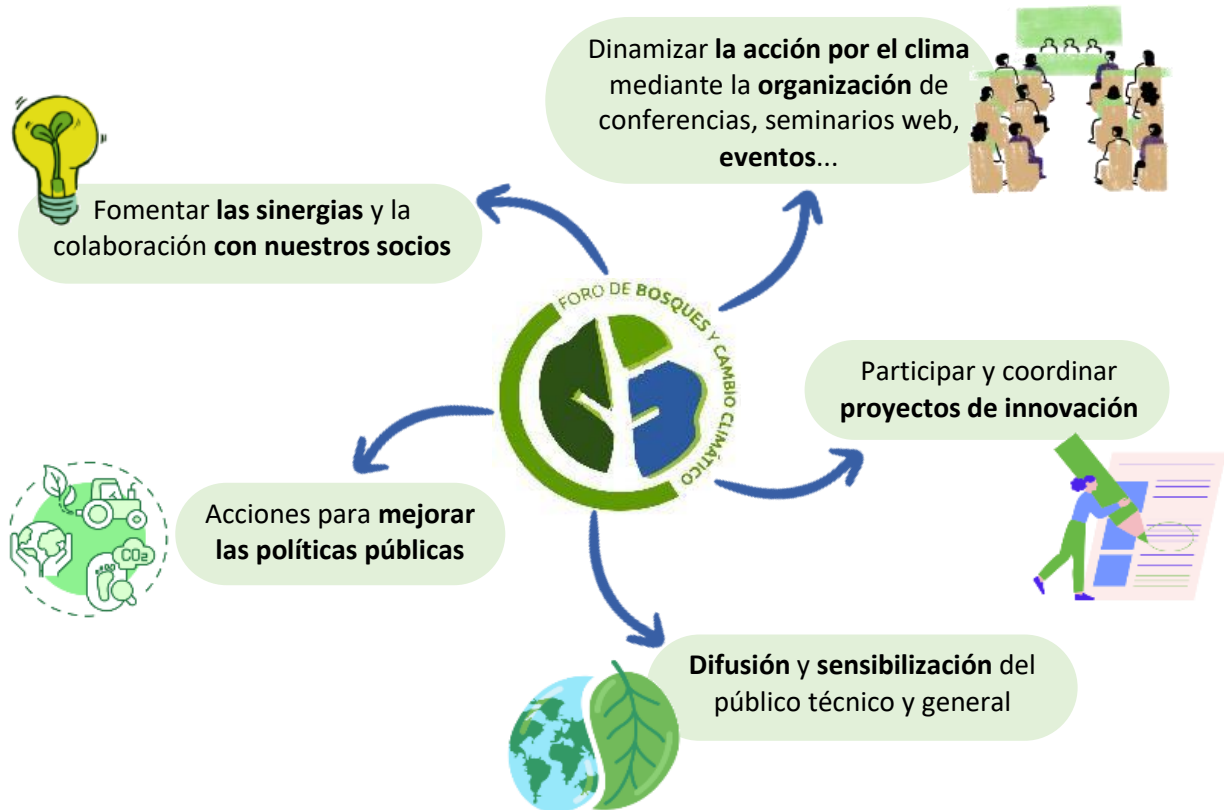 Dinamizar la acción por el clima
mediante la organización de
conferencias, seminarios web,
eventos...
Fomentar las sinergias y la
colaboración con nuestros socios
FORO DE BOSQUES Y CAMBIO CLIMÁTICO
Participar y coordinar
proyectos de innovación
Acciones para mejorar
las políticas públicas
CO₂
Difusión y sensibilización del
público técnico y general